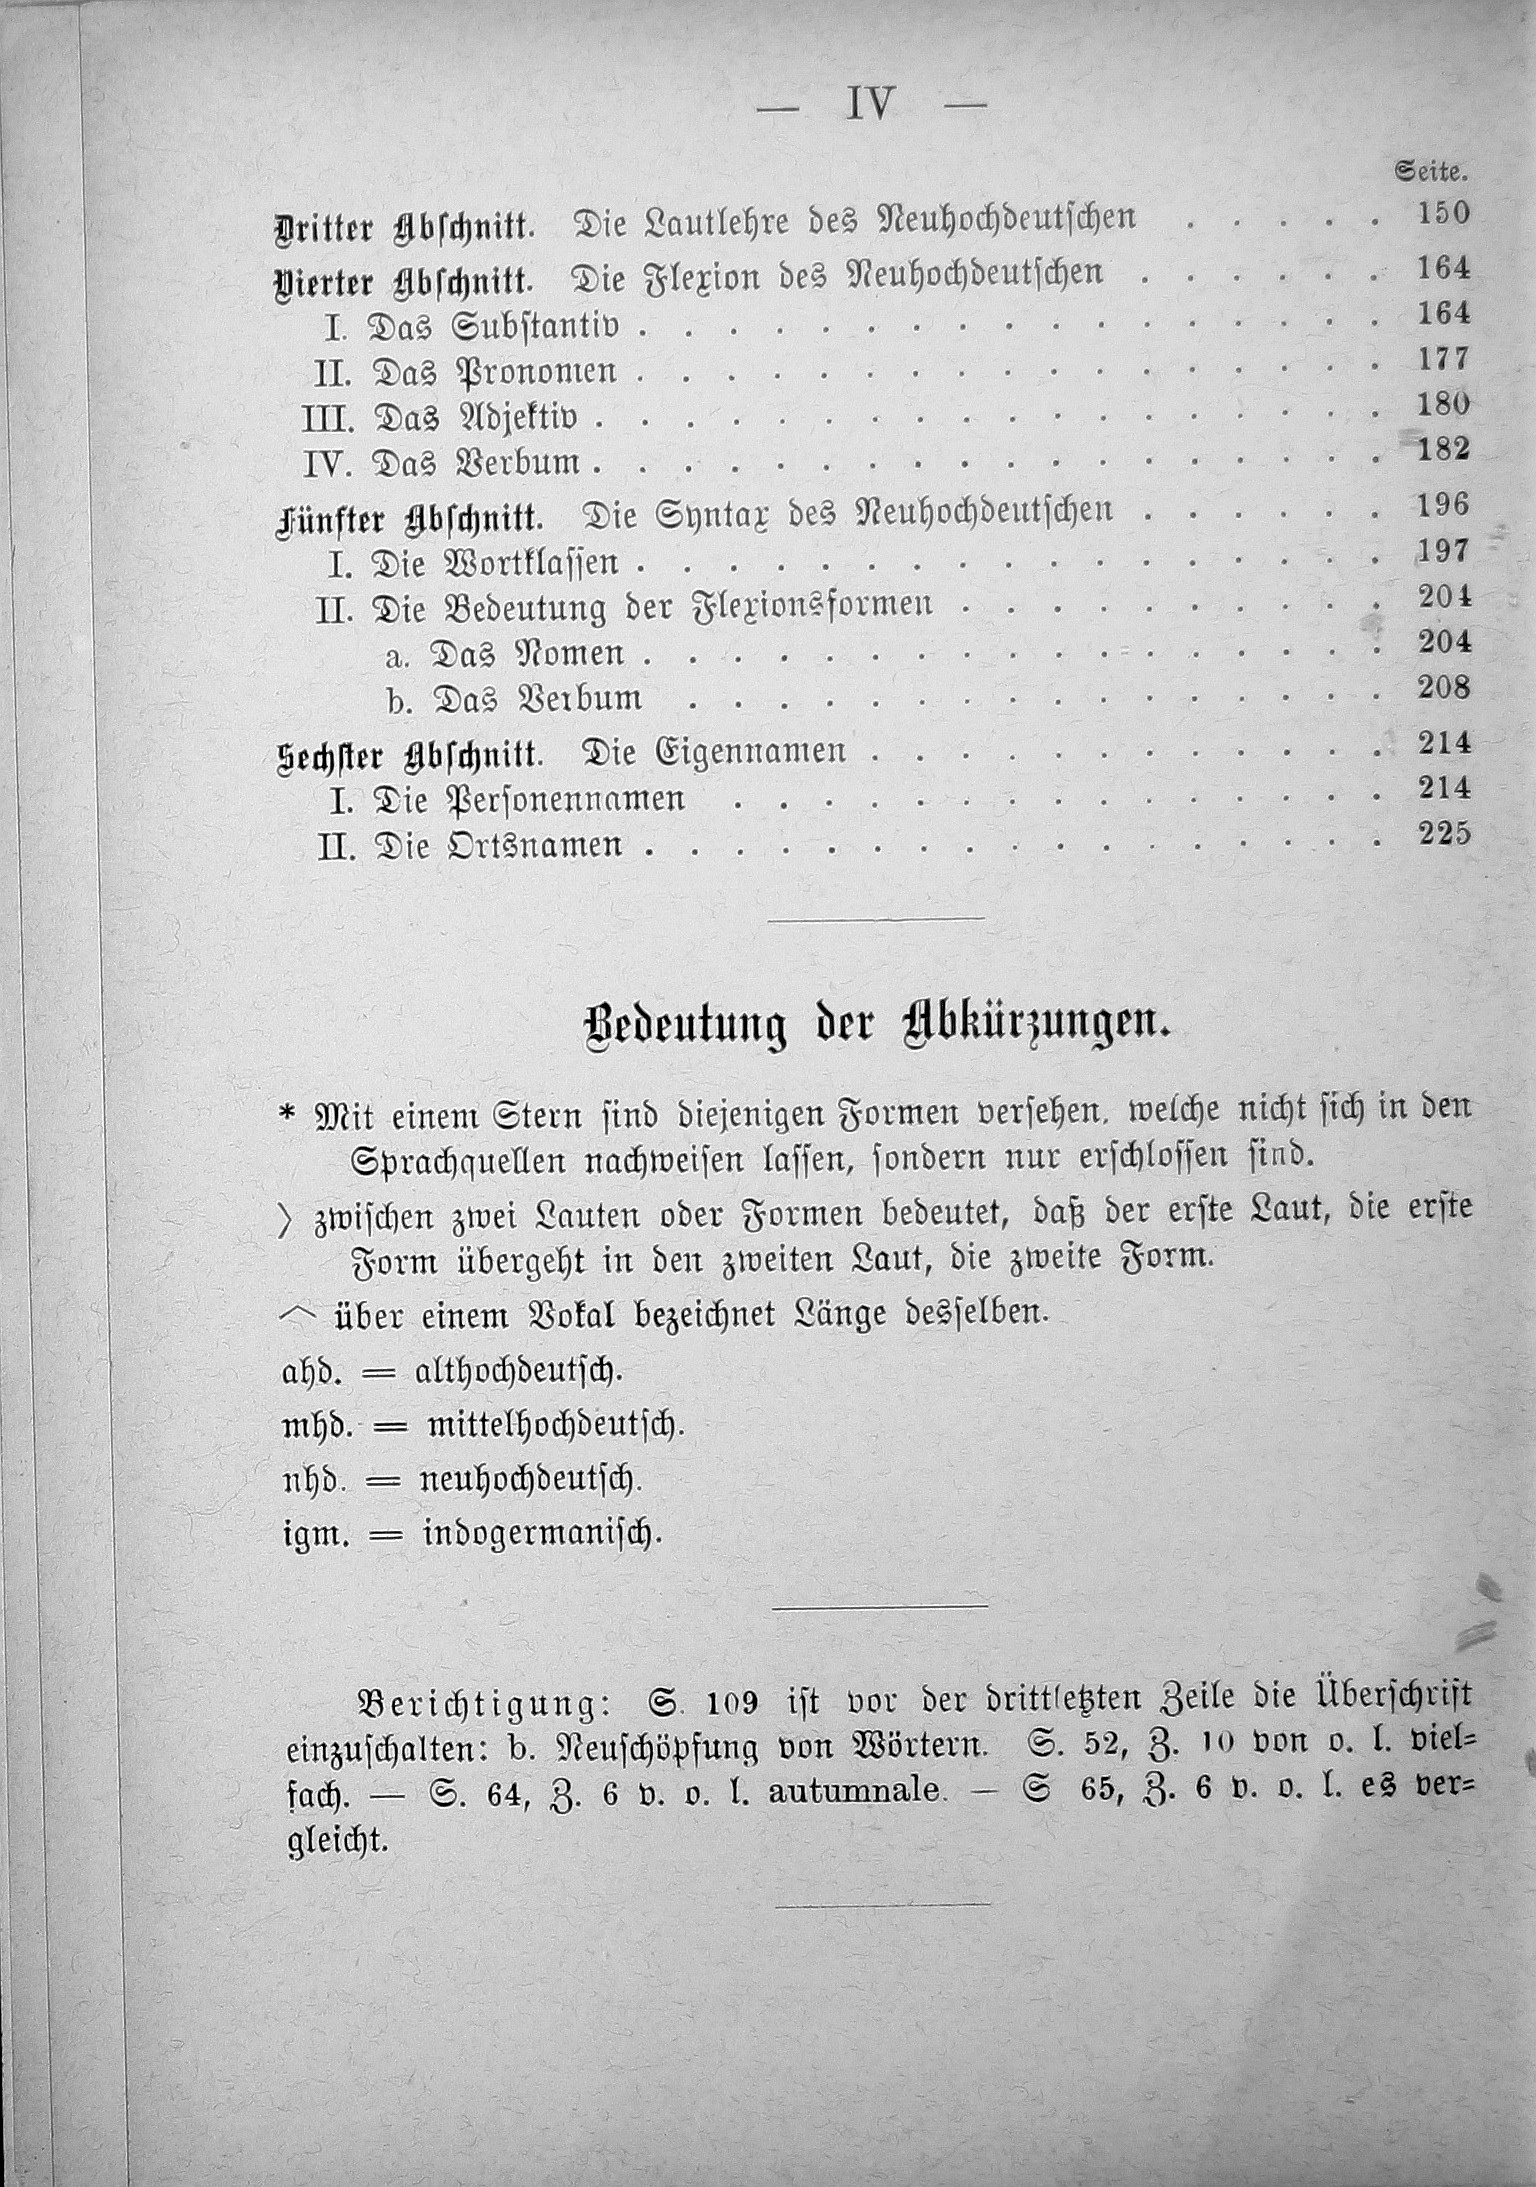 — IV —
Seite.
Dritter Abschnitt. Die Lautlehre des Neuhochdeutschen . . . . . 150
Vierter Abschnitt. Die Flexion des Neuhochdeutschen . . . . . . 164
I. Das Substantiv . . . . . . . . . . . . . . . . . 164
II. Das Pronomen . . . . . . . . . . . . . . . . . 177
III. Das Adjektiv . . . . . . . . . . . . . . . . . . 180
IV. Das Verbum . . . . . . . . . . . . . . . . . . 182
Fünfter Abschnitt. Die Syntax des Neuhochdeutschen . . . . . . 196
I. Die Wortklassen . . . . . . . . . . . . . . . . . 197
II. Die Bedeutung der Flexionsformen . . . . . . . . . . 204
a. Das Nomen . . . . . . . . . . . . . . . . . 204
b. Das Verbum . . . . . . . . . . . . . . . . 208
Sechster Abschnitt. Die Eigennamen . . . . . . . . . . . . 214
I. Die Personennamen . . . . . . . . . . . . . . . 214
II. Die Ortsnamen . . . . . . . . . . . . . . . . . 225
Bedeutung der Abkürzungen.
* Mit einem Stern sind diejenigen Formen versehen, welche nicht sich in den
Sprachquellen nachweisen lassen, sondern nur erschlossen sind.
〉 zwischen zwei Lauten oder Formen bedeutet, daß der erste Laut, die erste
Form übergeht in den zweiten Laut, die zweite Form.
^ über einem Vokal bezeichnet Länge desselben.
ahd. = althochdeutsch.
mhd. = mittelhochdeutsch.
nhd. = neuhochdeutsch.
igm. = indogermanisch.
Berichtigung: S. 109 ist vor der drittletzten Zeile die Überschrift
einzuschalten: b. Neuschöpfung von Wörtern. S. 52, Z. 10 von o. l. viel-
fach. — S. 64, Z. 6 v. o. l. autumnale. — S 65, Z. 6 v. o. l. es ver-
gleicht.